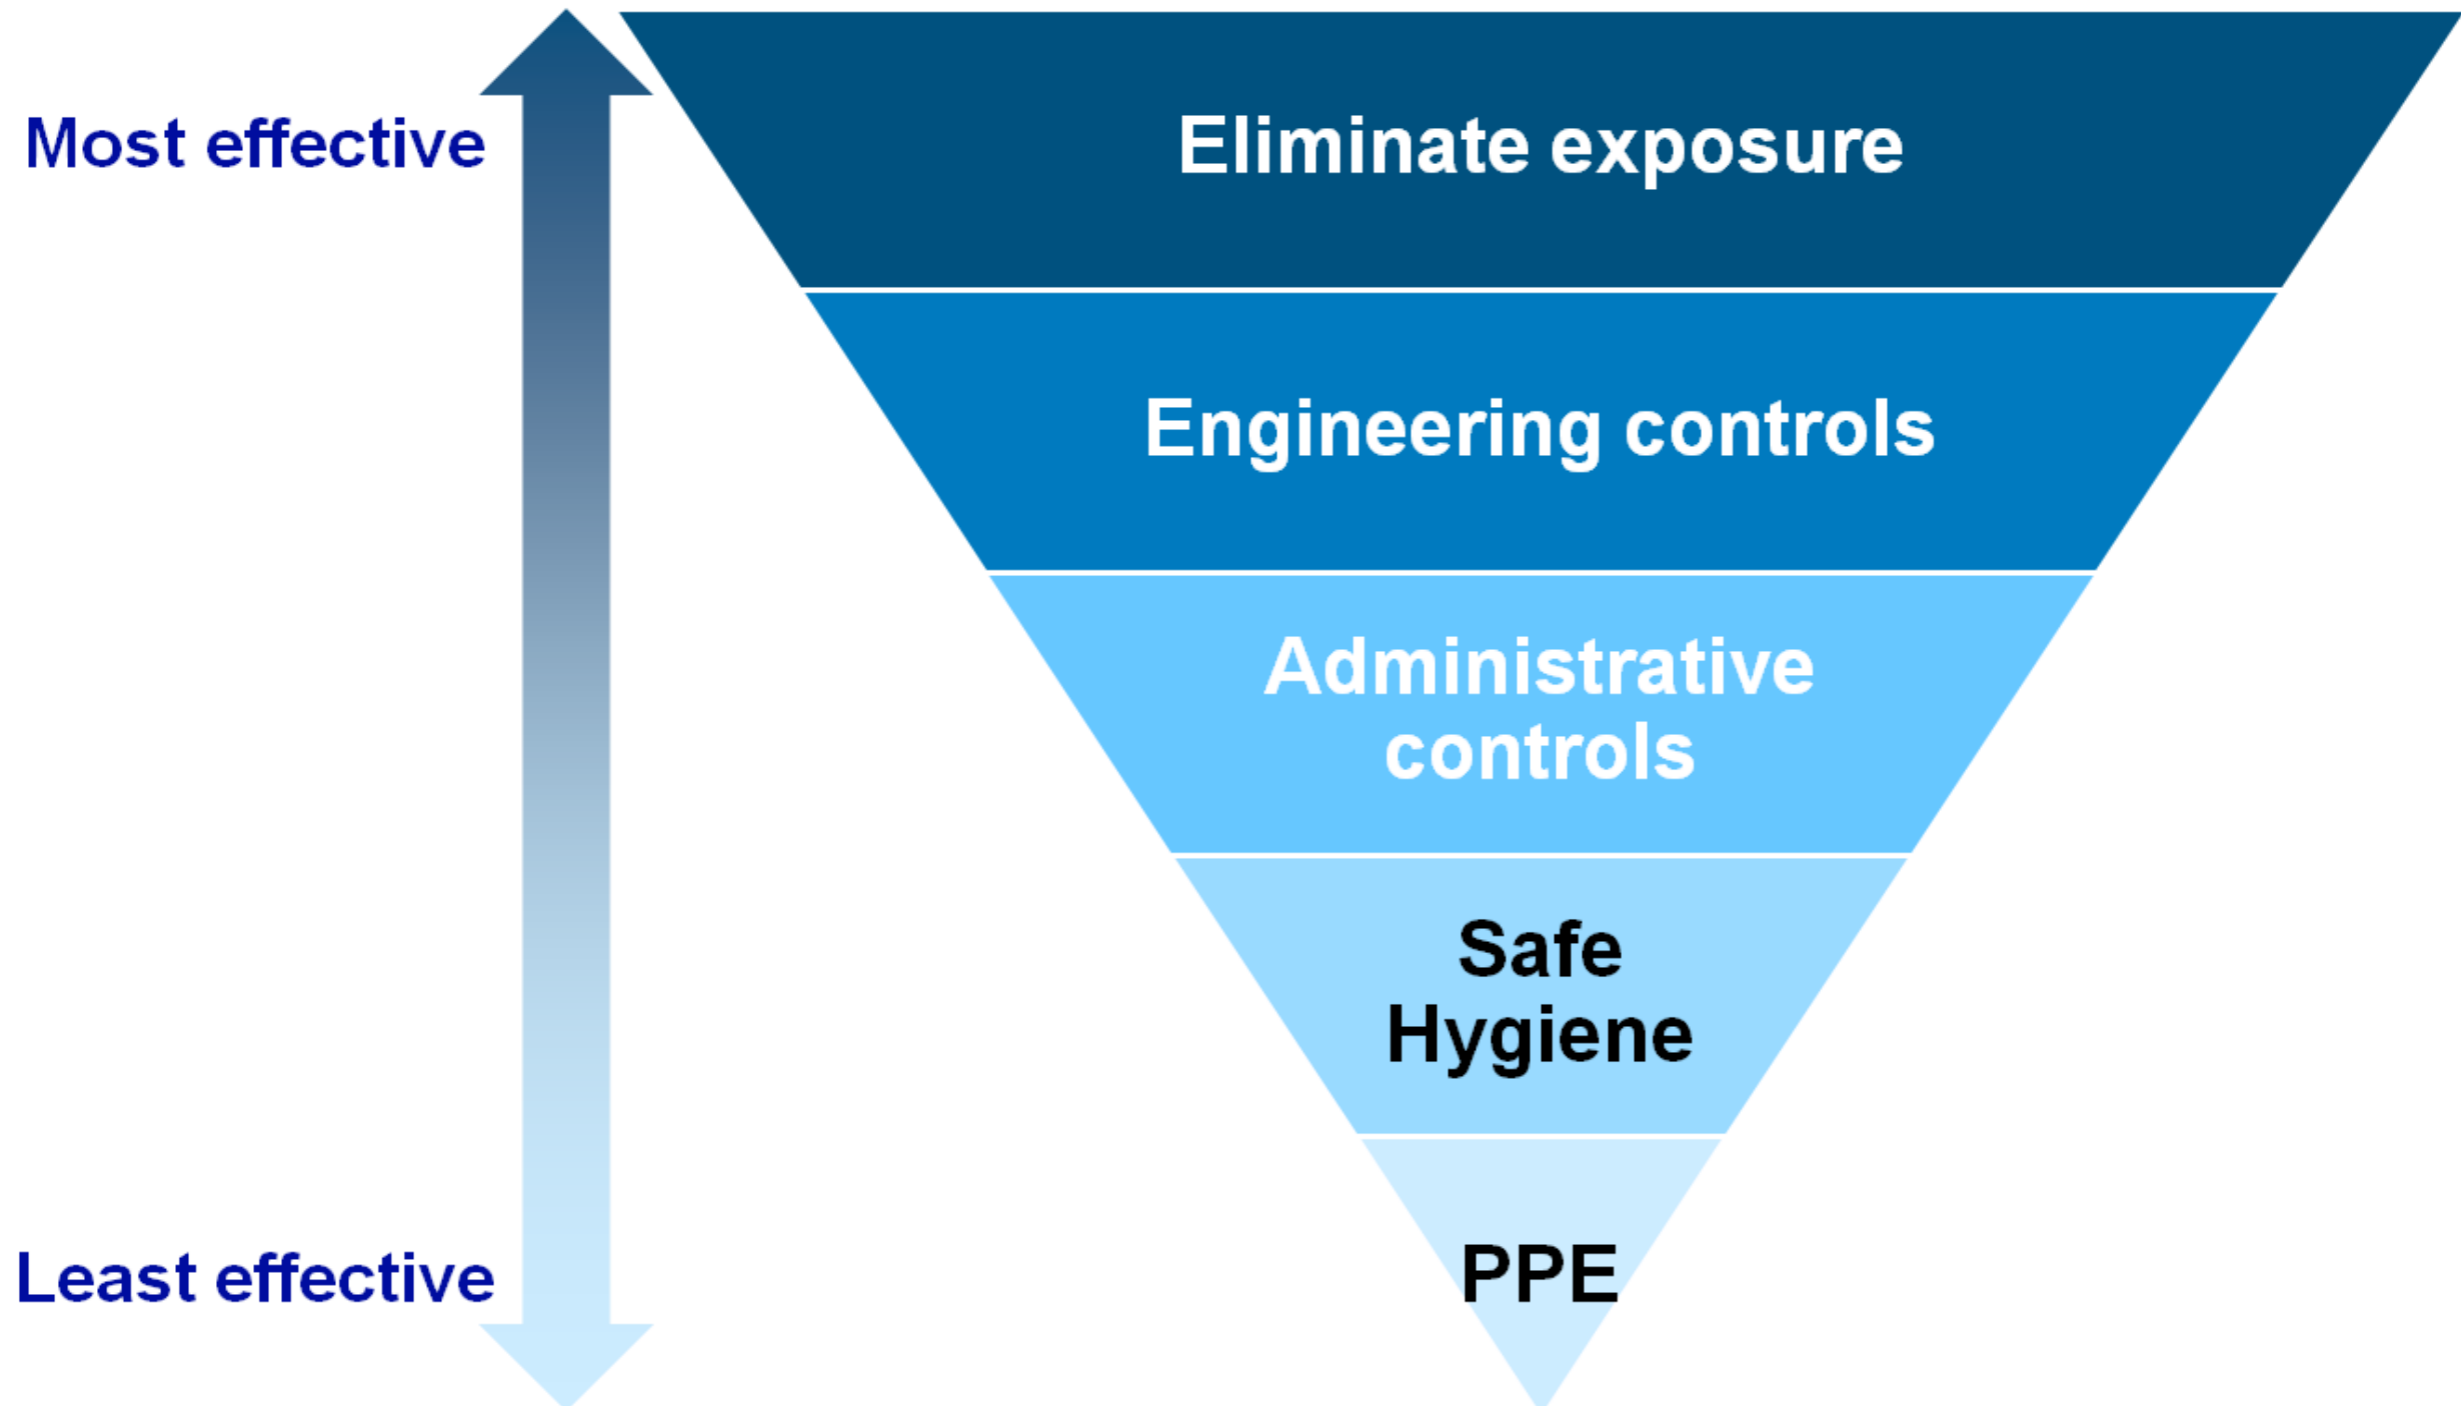 Most effective
Eliminate exposure
Engineering controls
Administrative
controls
Safe
Hygiene
Least effective
PPE